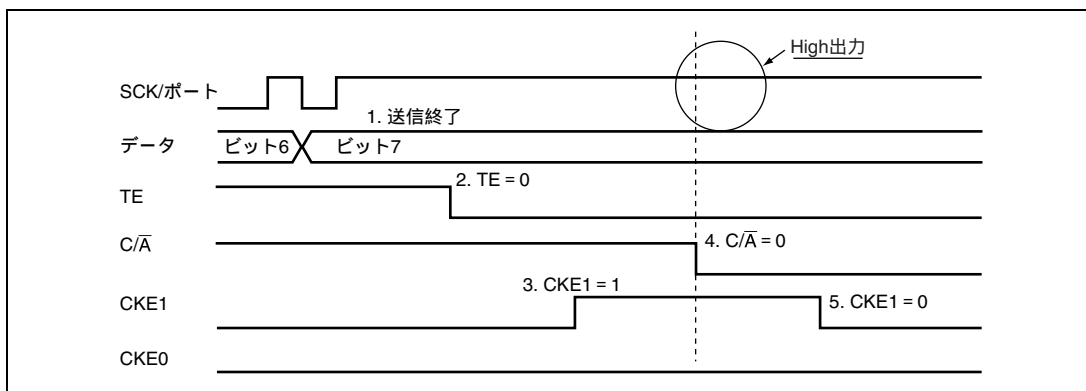 High出力
SCK/ポート
1. 送信終了
データ
ビット6
ビット7
2. TE = 0
TE
C/A̅
4. C/A̅ = 0
3. CKE1 = 1
CKE1
5. CKE1 = 0
CKE0